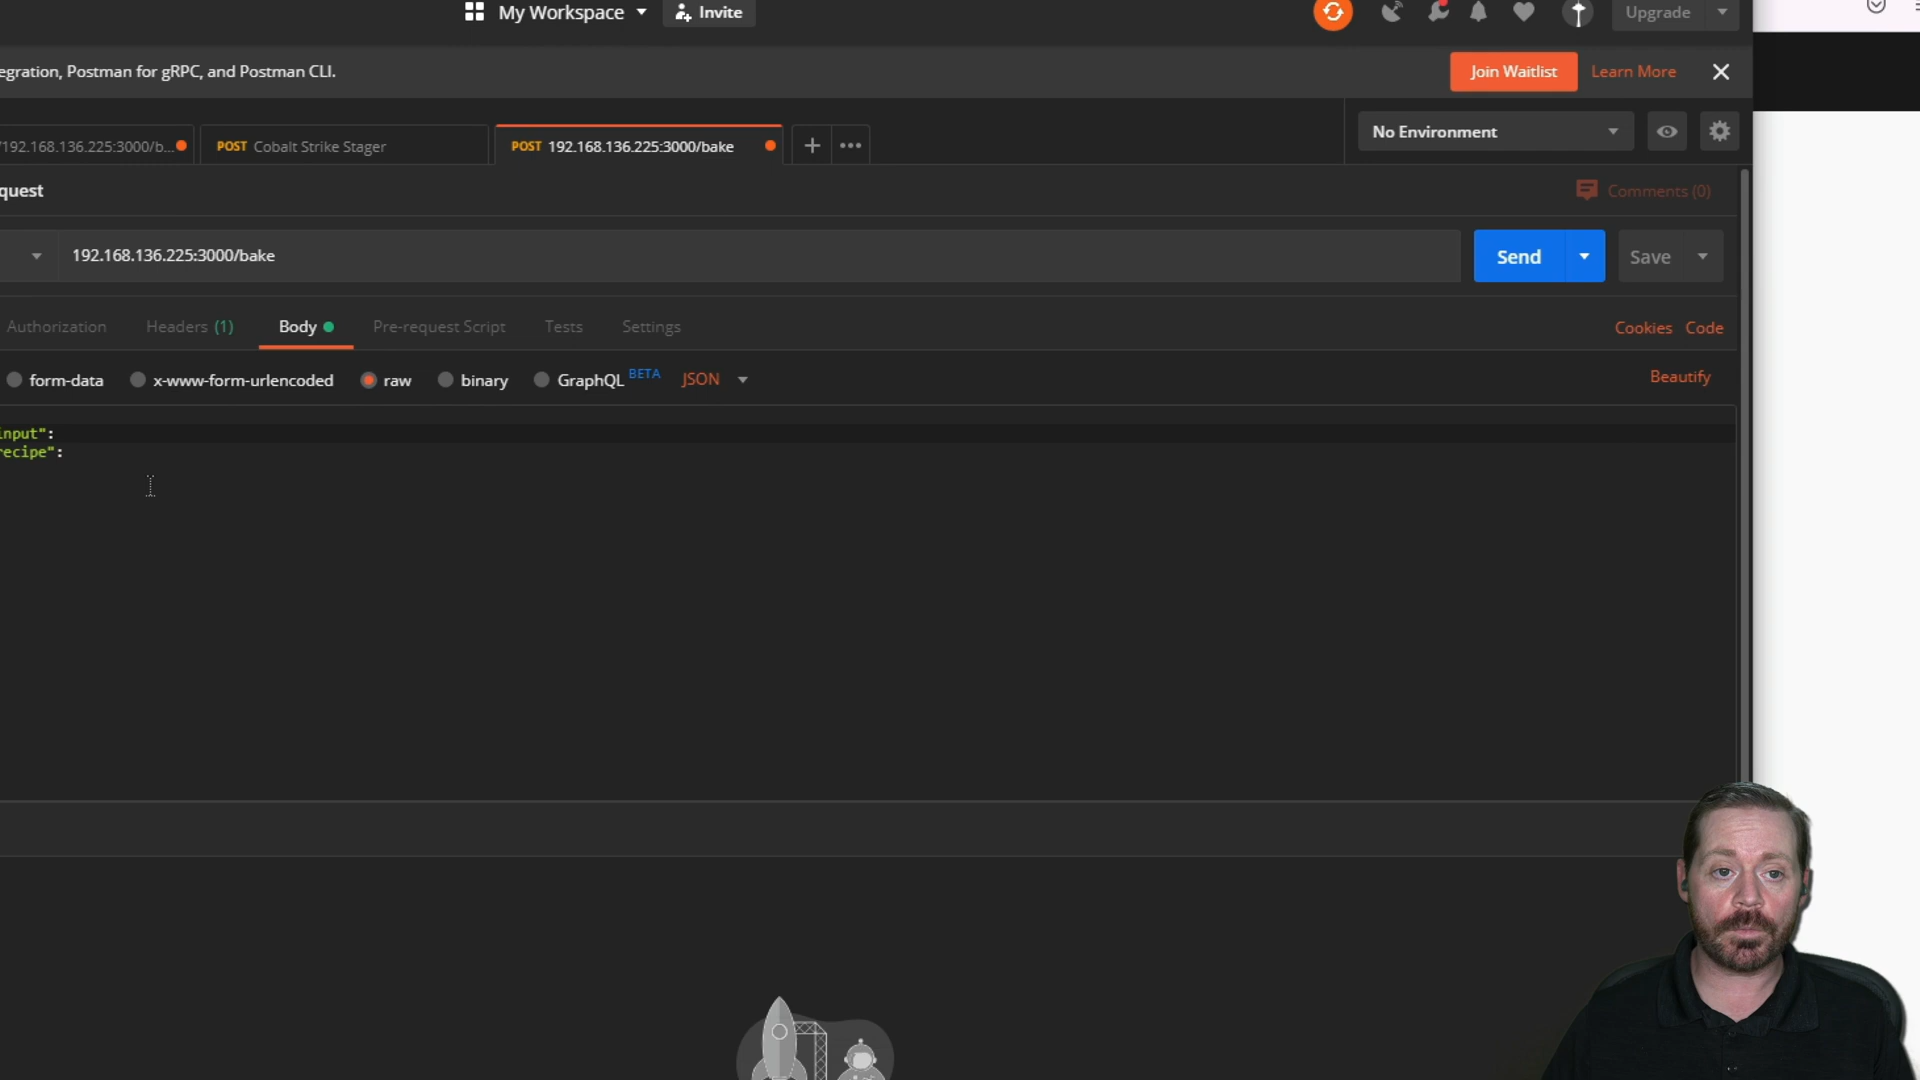 My Workspace
Invite
Upgrade
egration, Postman for gRPC, and Postman CLI.
Join Waitlist
Learn More
/192.168.136.225:3000/b...
POST Cobalt Strike Stager
POST 192.168.136.225:3000/bake
No Environment
quest
Comments (0)
192.168.136.225:3000/bake
Send
Save
Authorization
Headers (1)
Body
Pre-request Script
Tests
Settings
Cookies
Code
form-data
x-www-form-urlencoded
raw
binary
GraphQL BETA
JSON
Beautify
input":
recipe":